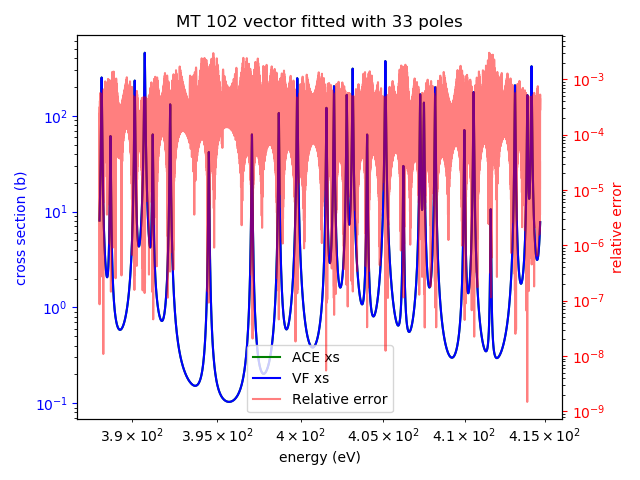 MT 102 vector fitted with 33 poles
cross section (b)
10²
10¹
10⁰
10⁻¹
10⁻³
10⁻⁴
10⁻⁵
10⁻⁶
10⁻⁷
10⁻⁸
10⁻⁹
relative error
ACE xs
VF xs
Relative error
3.9 × 10² 3.95 × 10² 4 × 10² 4.05 × 10² 4.1 × 10² 4.15 × 10²
energy (eV)